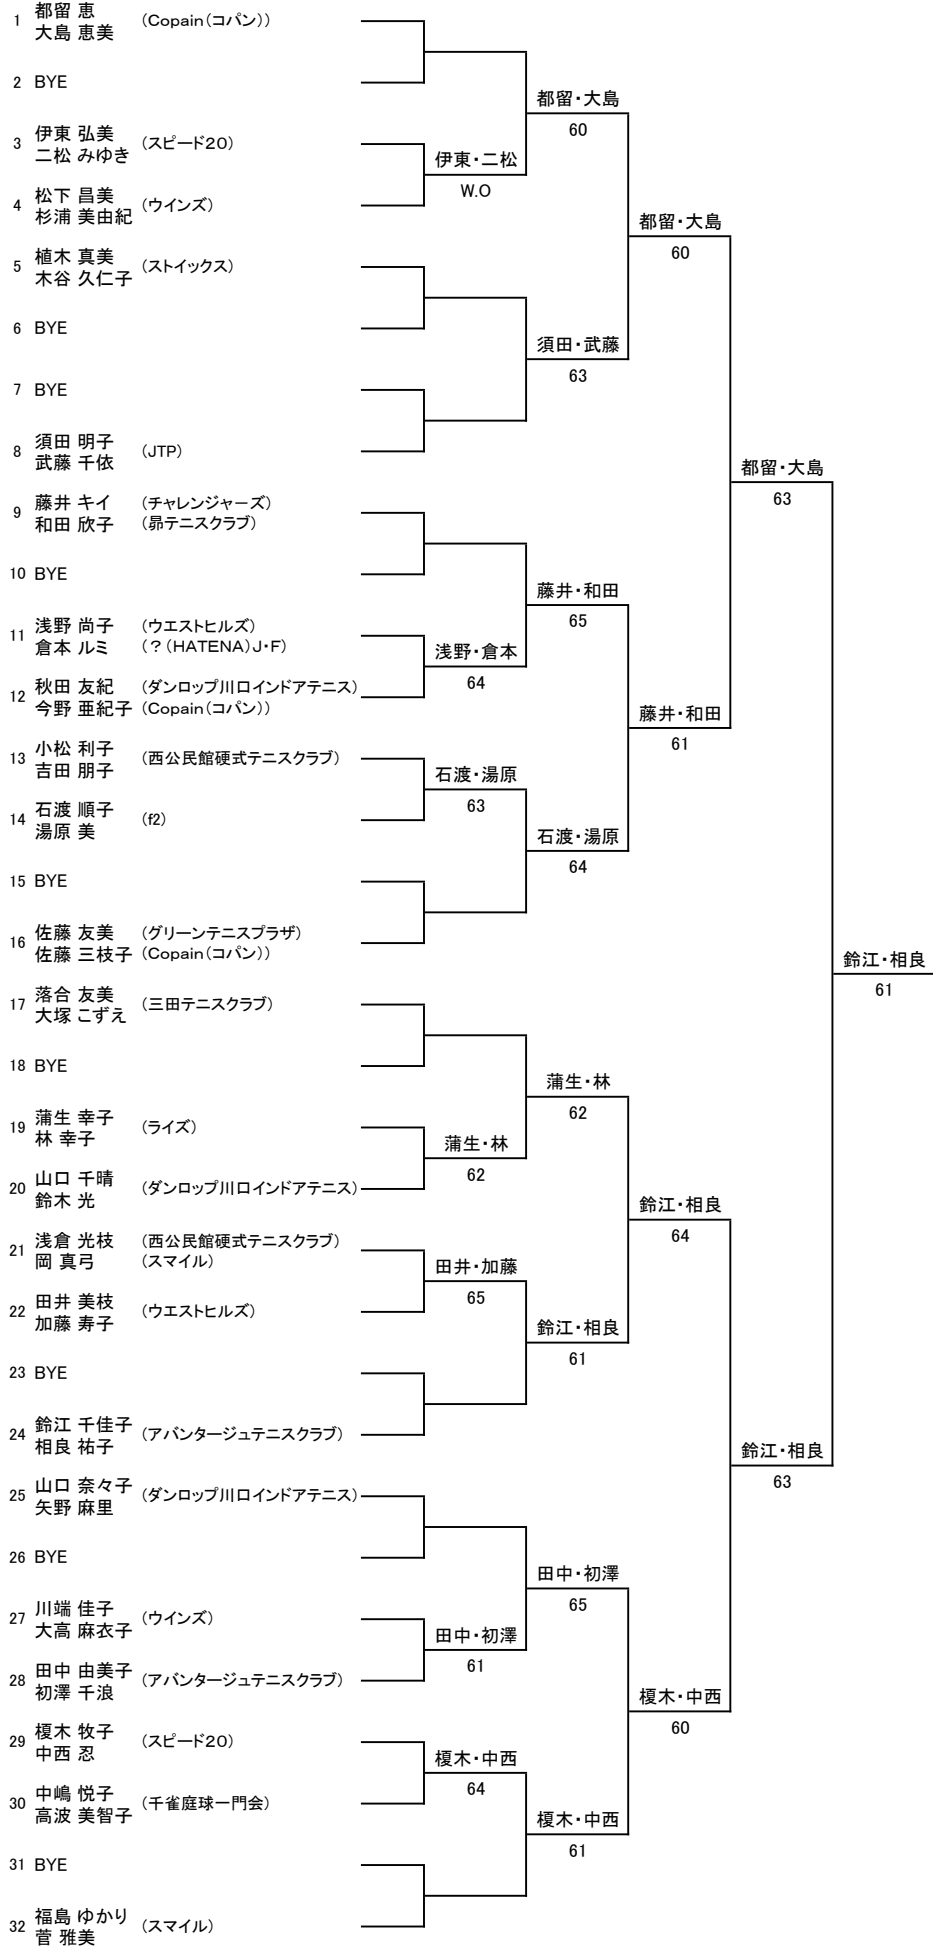 1 都留 恵 (Copain(コパン))
大島 恵美
2 BYE
都留・大島
60
3 伊東 弘美 (スピード20)
二松 みゆき
伊東・二松
W.O
4 松下 昌美 (ウインズ)
杉浦 美由紀
都留・大島
60
5 植木 真美 (ストイックス)
木谷 久仁子
6 BYE
須田・武藤
63
7 BYE
8 須田 明子 (JTP)
武藤 千依
都留・大島
63
9 藤井 キイ (チャレンジャーズ)
和田 欣子 (昴テニスクラブ)
10 BYE
藤井・和田
65
11 浅野 尚子 (ウエストヒルズ)
倉本 ルミ (?(HATENA)J・F)
浅野・倉本
64
12 秋田 友紀 (ダンロップ川口インドアテニス)
今野 亜紀子 (Copain(コパン))
藤井・和田
61
13 小松 利子 (西公民館硬式テニスクラブ)
吉田 朋子
石渡・湯原
63
14 石渡 順子 (f2)
湯原 美
石渡・湯原
64
15 BYE
16 佐藤 友美 (グリーンテニスプラザ)
佐藤 三枝子 (Copain(コパン))
鈴江・相良
61
17 落合 友美 (三田テニスクラブ)
大塚 こずえ
18 BYE
蒲生・林
62
19 蒲生 幸子 (ライズ)
林 幸子
蒲生・林
62
20 山口 千晴 (ダンロップ川口インドアテニス)
鈴木 光
鈴江・相良
64
21 浅倉 光枝 (西公民館硬式テニスクラブ)
岡 真弓 (スマイル)
田井・加藤
65
22 田井 美枝 (ウエストヒルズ)
加藤 寿子
鈴江・相良
61
23 BYE
24 鈴江 千佳子 (アバンタージュテニスクラブ)
相良 祐子
鈴江・相良
63
25 山口 奈々子 (ダンロップ川口インドアテニス)
矢野 麻里
26 BYE
田中・初澤
65
27 川端 佳子 (ウインズ)
大高 麻衣子
田中・初澤
61
28 田中 由美子 (アバンタージュテニスクラブ)
初澤 千浪
榎木・中西
60
29 榎木 牧子 (スピード20)
中西 忍
榎木・中西
64
30 中嶋 悦子 (千雀庭球一門会)
高波 美智子
榎木・中西
61
31 BYE
32 福島 ゆかり (スマイル)
菅 雅美